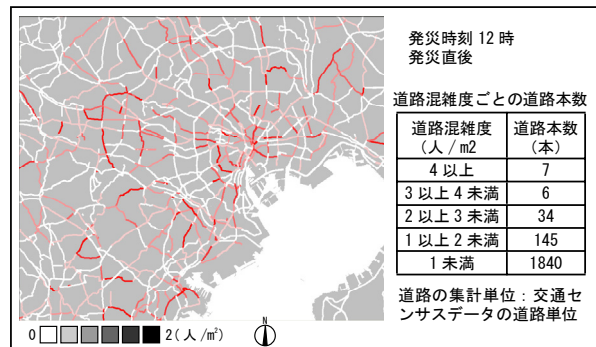 発災時刻 12 時
発災直後
道路混雑度ごとの道路本数
道路混雑度
(人 / m2
道路本数
(本)
4 以上
7
3 以上 4 未満
6
2 以上 3 未満
34
1 以上 2 未満
145
1 未満
1840
道路の集計単位:交通セ
ンサスデータの道路単位
0
2(人 /㎡)
N